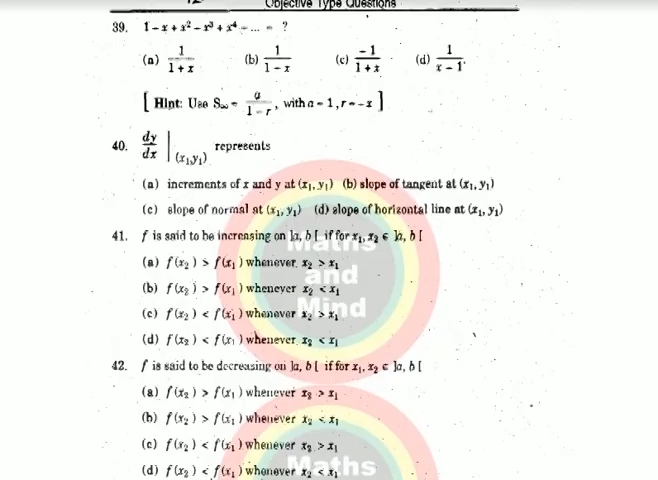 Objective Type Questions
39. 1 – x + x² – x³ + x⁴ – ... = ?
(a) 1/(1 + x) (b) 1/(1 – x) (c) –1/(1 + x) (d) 1/(x – 1)
[ Hint: Use S∞ = a/(1 – r), with a = 1, r = –x ]
40. dy/dx |(x₁,y₁) represents
(a) increments of x and y at (x₁, y₁) (b) slope of tangent at (x₁, y₁)
(c) slope of normal at (x₁, y₁) (d) slope of horizontal line at (x₁, y₁)
41. f is said to be increasing on ]a, b [ if for x₁, x₂ ∈ ]a, b [
(a) f (x₂ ) > f (x₁ ) whenever x₂ > x₁
(b) f (x₂ ) > f (x₁ ) whenever x₂ < x₁
(c) f (x₂ ) < f (x₁ ) whenever x₂ > x₁
(d) f (x₂ ) < f (x₁ ) whenever x₂ < x₁
Maths
and
Mind
42. f is said to be decreasing on ]a, b [ if for x₁, x₂ ∈ ]a, b [
(a) f (x₂ ) > f (x₁ ) whenever x₂ > x₁
(b) f (x₂ ) > f (x₁ ) whenever x₂ < x₁
(c) f (x₂ ) < f (x₁ ) whenever x₂ > x₁
(d) f (x₂ ) < f (x₁ ) whenever x₂ < x₁
Maths